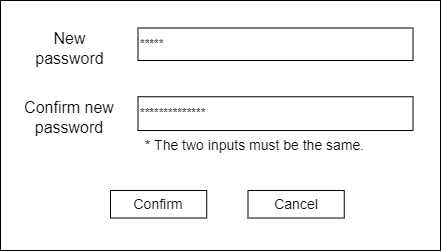 New
password
*****
Confirm new
password
**************
* The two inputs must be the same.
Confirm
Cancel